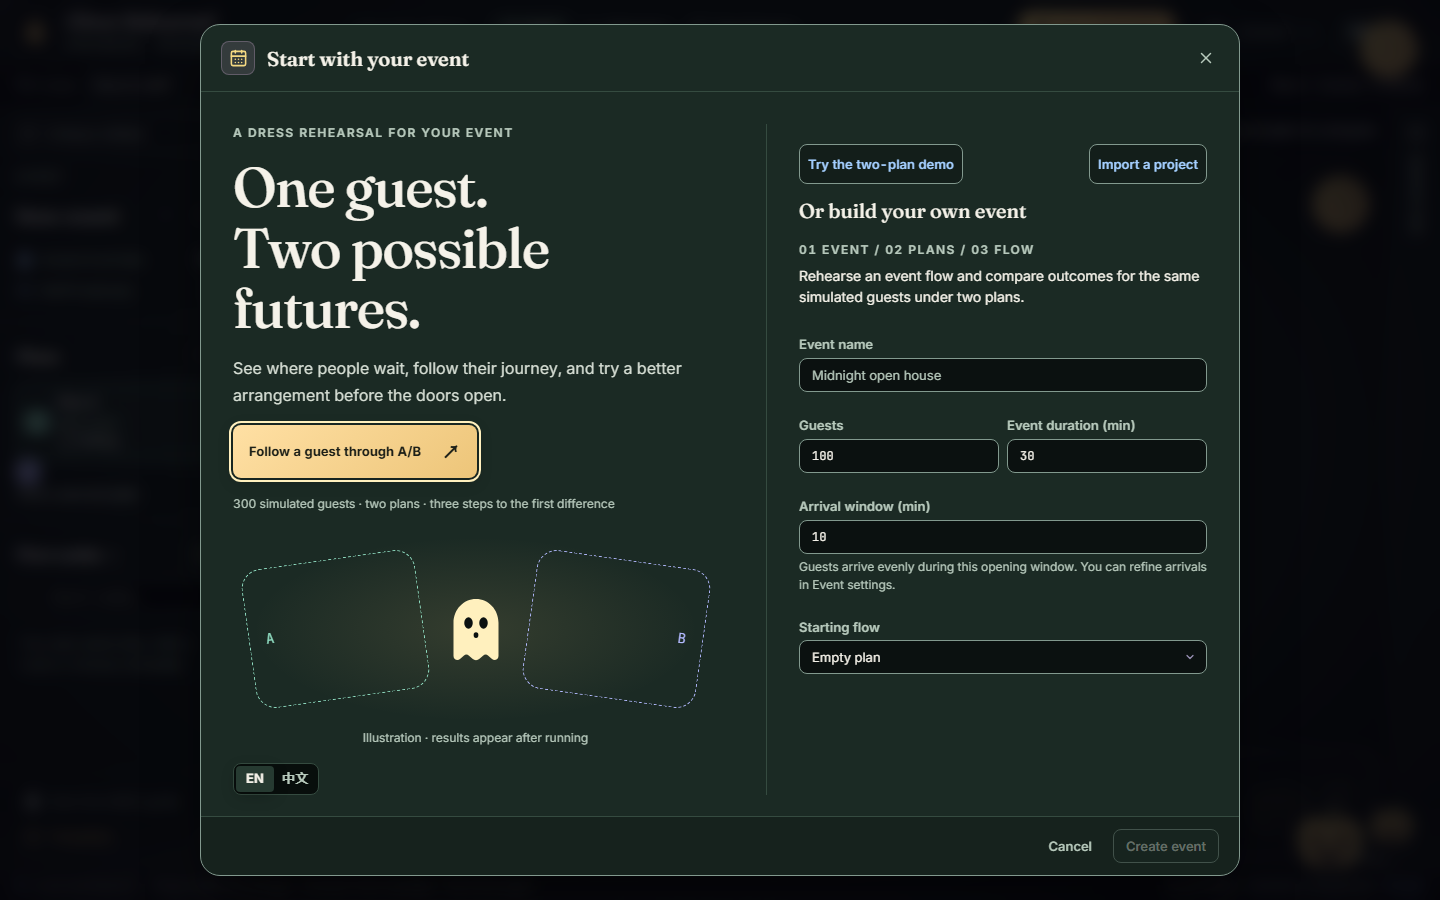 Start with your event
A DRESS REHEARSAL FOR YOUR EVENT
One guest.
Two possible
futures.
See where people wait, follow their journey, and try a better
arrangement before the doors open.
Follow a guest through A/B
300 simulated guests · two plans · three steps to the first difference
A
B
Illustration · results appear after running
EN 中文
Try the two-plan demo
Import a project
Or build your own event
01 EVENT / 02 PLANS / 03 FLOW
Rehearse an event flow and compare outcomes for the same
simulated guests under two plans.
Event name
Midnight open house
Guests
100
Event duration (min)
30
Arrival window (min)
10
Guests arrive evenly during this opening window. You can refine arrivals
in Event settings.
Starting flow
Empty plan
Cancel
Create event